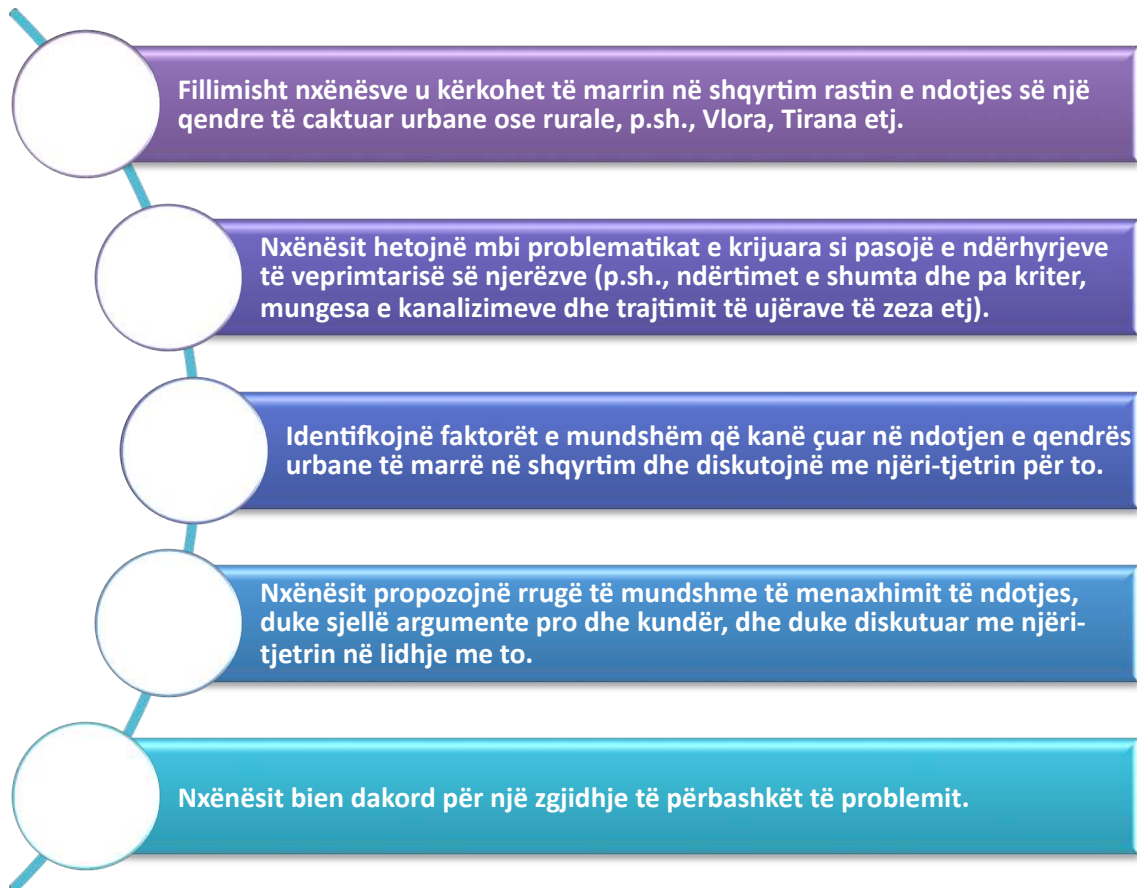 Fillimisht nxënësve u kërkohet të marrin në shqyrtim rastin e ndotjes së një
qendre të caktuar urbane ose rurale, p.sh., Vlora, Tirana etj.
Nxënësit hetojnë mbi problematikat e krijuara si pasojë e ndërhyrjeve
të veprimtarisë së njerëzve (p.sh., ndërtimet e shumta dhe pa kriter,
mungesa e kanalizimeve dhe trajtimit të ujërave të zeza etj).
Identifkojnë faktorët e mundshëm që kanë çuar në ndotjen e qendrës
urbane të marrë në shqyrtim dhe diskutojnë me njëri-tjetrin për to.
Nxënësit propozojnë rrugë të mundshme të menaxhimit të ndotjes,
duke sjellë argumente pro dhe kundër, dhe duke diskutuar me njëri-
tjetrin në lidhje me to.
Nxënësit bien dakord për një zgjidhje të përbashkët të problemit.